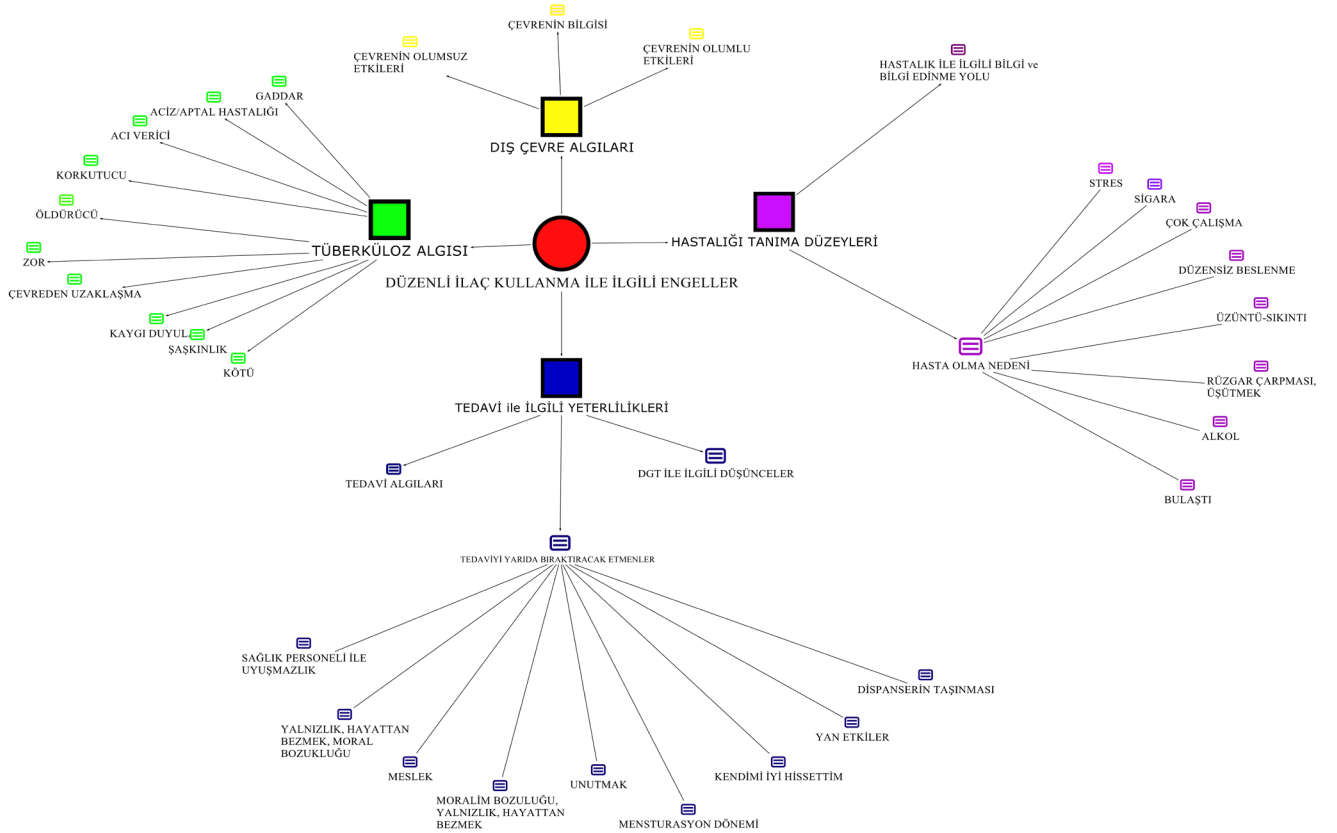 ÇEVRENİN BİLGİSİ
ÇEVRENİN OLUMSUZ
ETKİLERİ
ÇEVRENİN OLUMLU
ETKİLERİ
DIŞ ÇEVRE ALGILARI
HASTALIK İLE İLGİLİ BİLGİ ve
BİLGİ EDİNME YOLU
GADDAR
ACİZ/APTAL HASTALIĞI
ACI VERİCİ
KORKUTUCU
ÖLDÜRÜCÜ
ZOR
ÇEVREDEN UZAKLAŞMA
KAYGI DUYUL
ŞAŞKINLIK
KÖTÜ
TÜBERKÜLOZ ALGISI
DÜZENLİ İLAÇ KULLANMA İLE İLGİLİ ENGELLER
HASTALIĞI TANIMA DÜZEYLERİ
STRES
SİGARA
ÇOK ÇALIŞMA
DÜZENSİZ BESLENME
ÜZÜNTÜ-SIKINTI
HASTA OLMA NEDENİ
RÜZGAR ÇARPMASI,
ÜŞÜTMEK
ALKOL
BULAŞTI
TEDAVİ ile İLGİLİ YETERLİLİKLERİ
TEDAVİ ALGILARI
DGT İLE İLGİLİ DÜŞÜNCELER
TEDAVİYİ YARIDA BIRAKTIRACAK ETMENLER
SAĞLIK PERSONELİ İLE
UYUŞMAZLIK
YALNIZLIK, HAYATTAN
BEZMEK, MORAL
BOZUKLUĞU
MESLEK
MORALİM BOZULUĞU,
YALNIZLIK, HAYATTAN
BEZMEK
UNUTMAK
MENSTURASYON DÖNEMİ
KENDİMİ İYİ HİSSETTİM
YAN ETKİLER
DİSPANSERİN TAŞINMASI